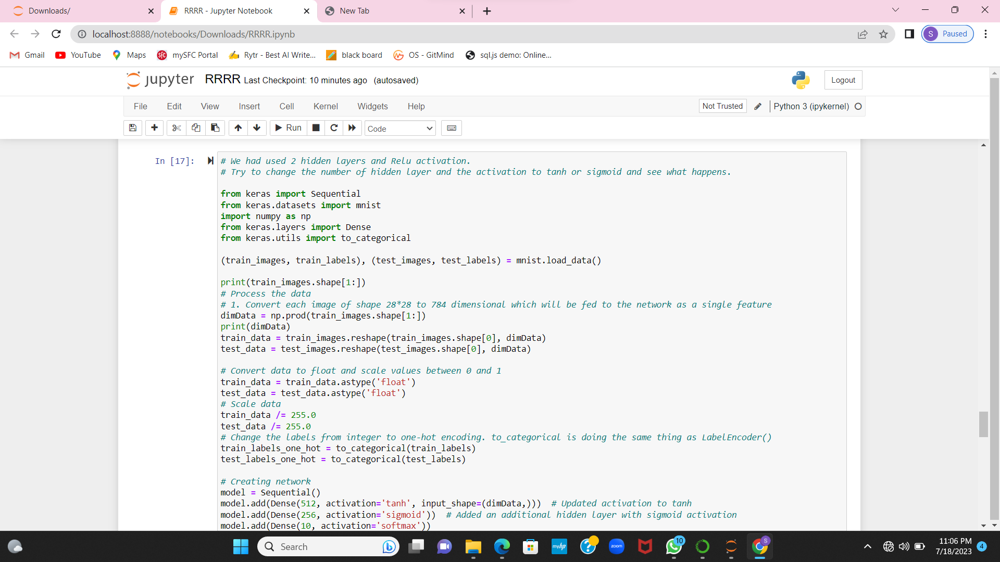 Downloads/
RRRR - Jupyter Notebook
New Tab
localhost:8888/notebooks/Downloads/RRRR.ipynb
S Paused
Gmail YouTube Maps mySFC Portal Rytr - Best AI Write... black board OS - GitMind sql.js demo: Online...
jupyter RRRR Last Checkpoint: 10 minutes ago (autosaved)
Logout
File Edit View Insert Cell Kernel Widgets Help
Not Trusted Python 3 (ipykernel)
Run Code
In [17]:
# We had used 2 hidden layers and Relu activation.
# Try to change the number of hidden layer and the activation to tanh or sigmoid and see what happens.
from keras import Sequential
from keras.datasets import mnist
import numpy as np
from keras.layers import Dense
from keras.utils import to_categorical
(train_images, train_labels), (test_images, test_labels) = mnist.load_data()
print(train_images.shape[1:])
# Process the data
# 1. Convert each image of shape 28*28 to 784 dimensional which will be fed to the network as a single feature
dimData = np.prod(train_images.shape[1:])
print(dimData)
train_data = train_images.reshape(train_images.shape[0], dimData)
test_data = test_images.reshape(test_images.shape[0], dimData)
# Convert data to float and scale values between 0 and 1
train_data = train_data.astype('float')
test_data = test_data.astype('float')
# Scale data
train_data /= 255.0
test_data /= 255.0
# Change the labels from integer to one-hot encoding. to_categorical is doing the same thing as LabelEncoder()
train_labels_one_hot = to_categorical(train_labels)
test_labels_one_hot = to_categorical(test_labels)
# Creating network
model = Sequential()
model.add(Dense(512, activation='tanh', input_shape=(dimData,)))  # Updated activation to tanh
model.add(Dense(256, activation='sigmoid'))  # Added an additional hidden layer with sigmoid activation
model.add(Dense(10, activation='softmax'))
Search
myhp
zoom
10
S
11:06 PM
7/18/2023
4